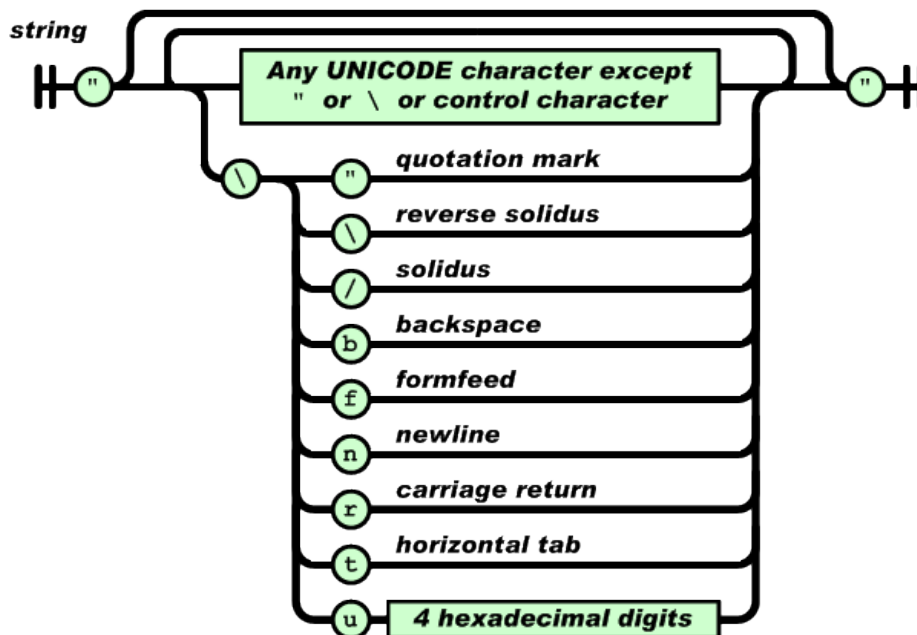 string
" Any UNICODE character except "
" or \ or control character
\ " quotation mark
\ reverse solidus
/ solidus
b backspace
f formfeed
n newline
r carriage return
t horizontal tab
u 4 hexadecimal digits